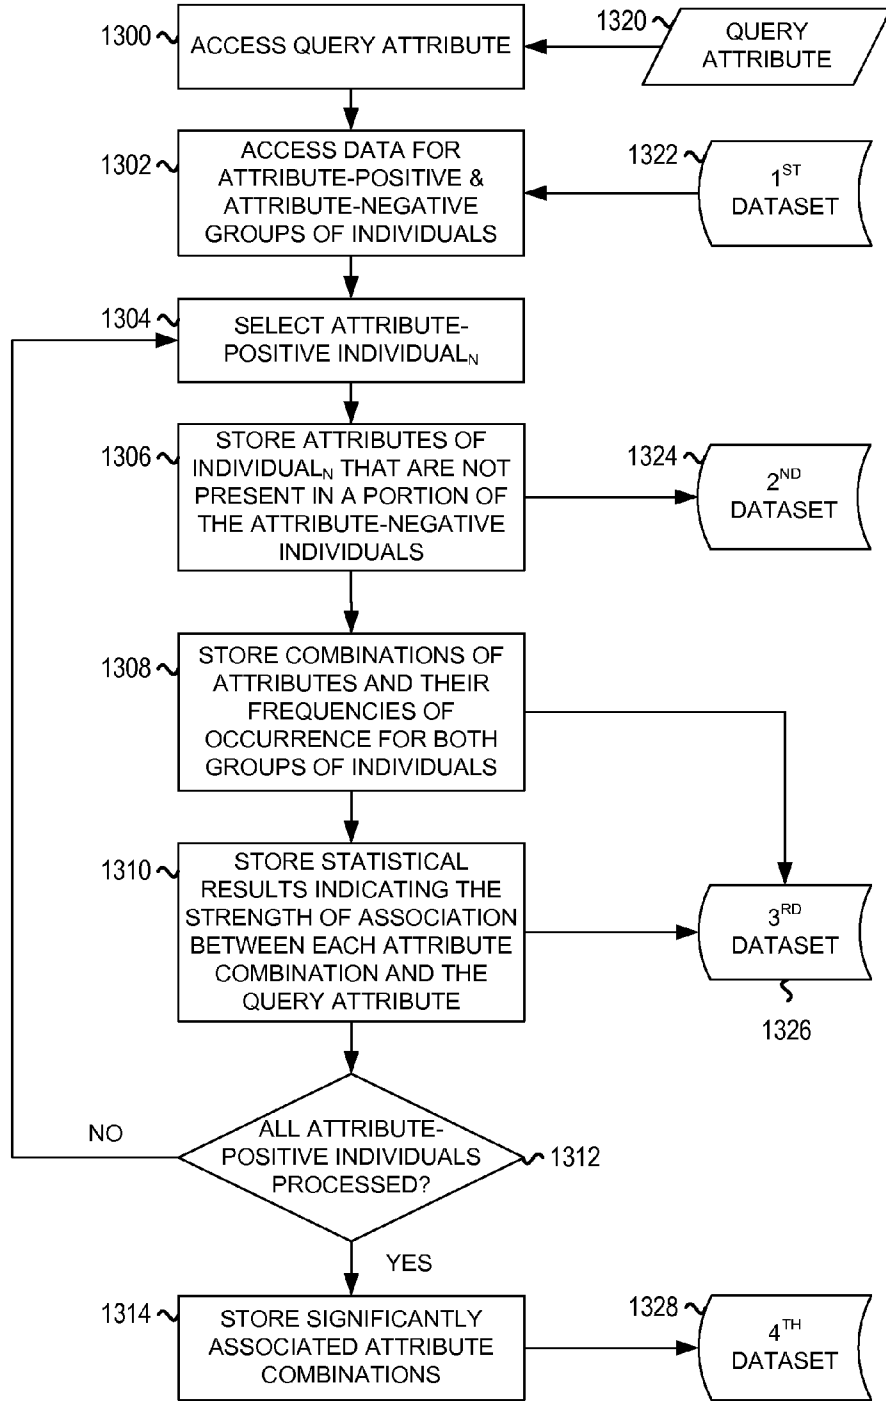 1300
ACCESS QUERY ATTRIBUTE
1320
QUERY
ATTRIBUTE
1302
ACCESS DATA FOR
ATTRIBUTE-POSITIVE &
ATTRIBUTE-NEGATIVE
GROUPS OF INDIVIDUALS
1322
1ST
DATASET
1304
SELECT ATTRIBUTE-
POSITIVE INDIVIDUALN
1306
STORE ATTRIBUTES OF
INDIVIDUALN THAT ARE NOT
PRESENT IN A PORTION OF
THE ATTRIBUTE-NEGATIVE
INDIVIDUALS
1324
2ND
DATASET
1308
STORE COMBINATIONS OF
ATTRIBUTES AND THEIR
FREQUENCIES OF
OCCURRENCE FOR BOTH
GROUPS OF INDIVIDUALS
1310
STORE STATISTICAL
RESULTS INDICATING THE
STRENGTH OF ASSOCIATION
BETWEEN EACH ATTRIBUTE
COMBINATION AND THE
QUERY ATTRIBUTE
3RD
DATASET
1326
NO
ALL ATTRIBUTE-
POSITIVE INDIVIDUALS
PROCESSED?
1312
YES
1314
STORE SIGNIFICANTLY
ASSOCIATED ATTRIBUTE
COMBINATIONS
1328
4TH
DATASET